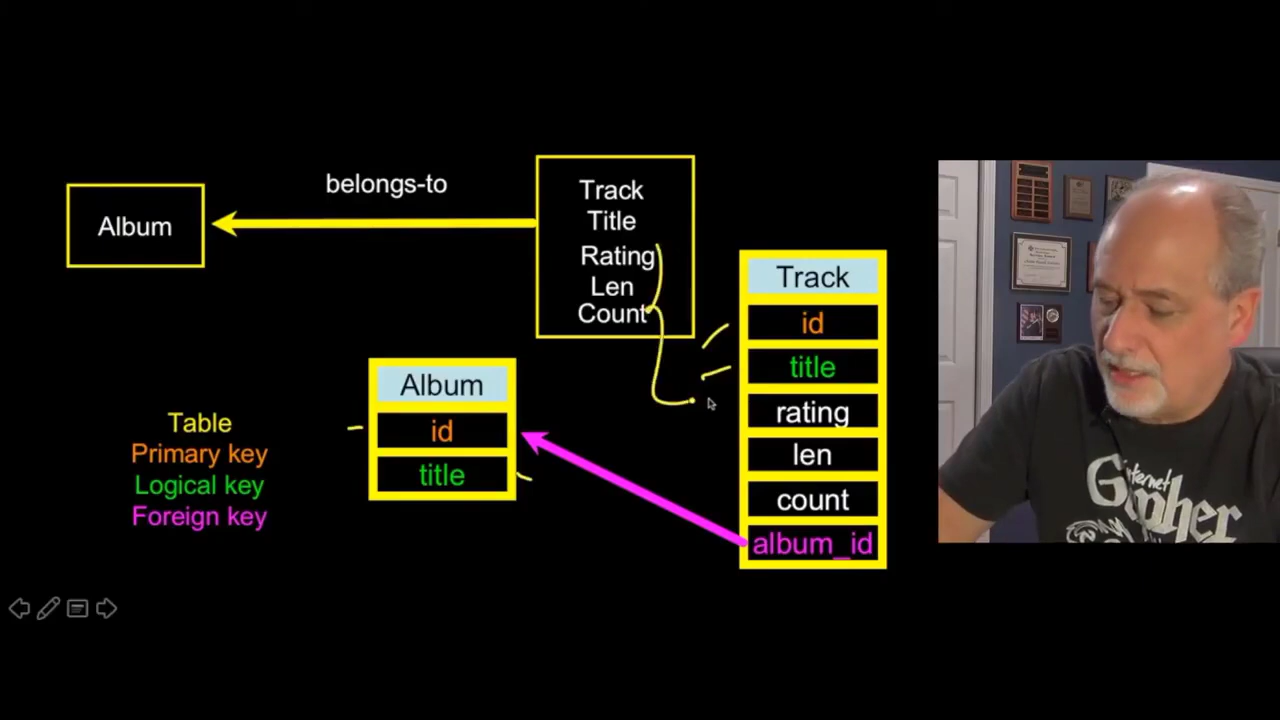 belongs-to
Album
Track
Title
Rating
Len
Count
Track
id
title
rating
len
count
album_id
Album
id
title
Table
Primary key
Logical key
Foreign key
Internet
Gopher